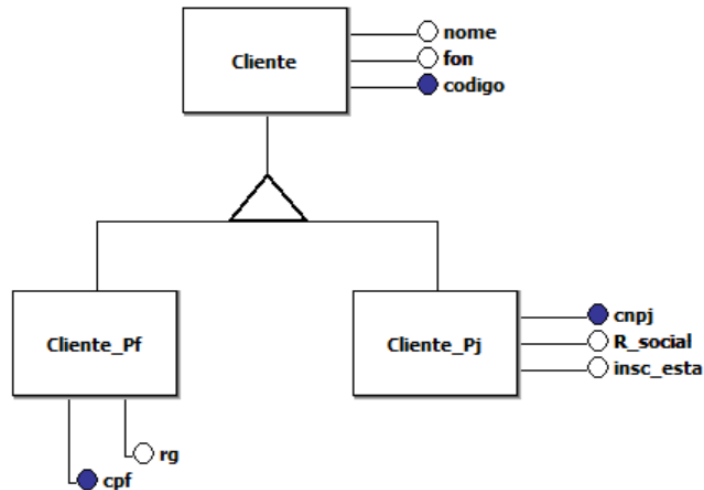 nome
Cliente
fon
codigo
Cliente_Pf
Cliente_Pj
cnpj
R_social
insc_esta
rg
cpf